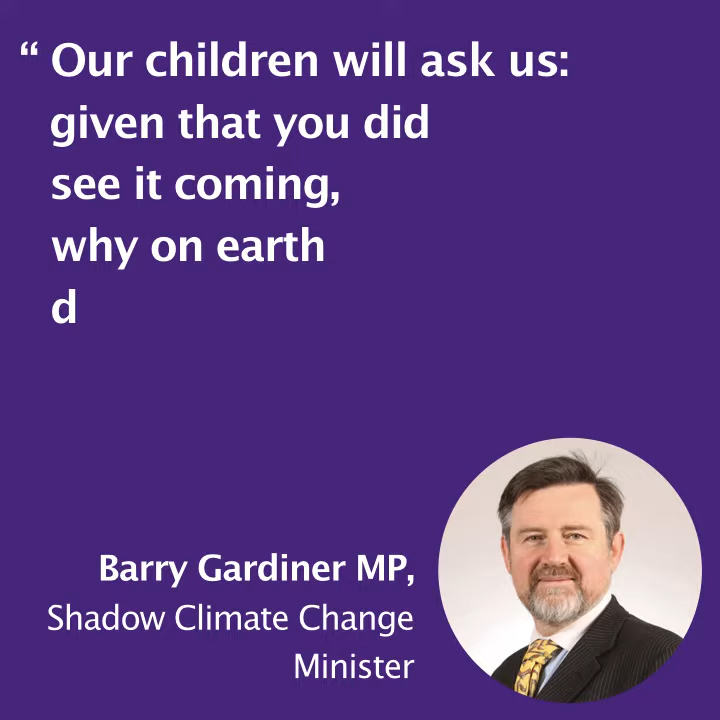 “ Our children will ask us:
given that you did
see it coming,
why on earth
d
Barry Gardiner MP,
Shadow Climate Change
Minister